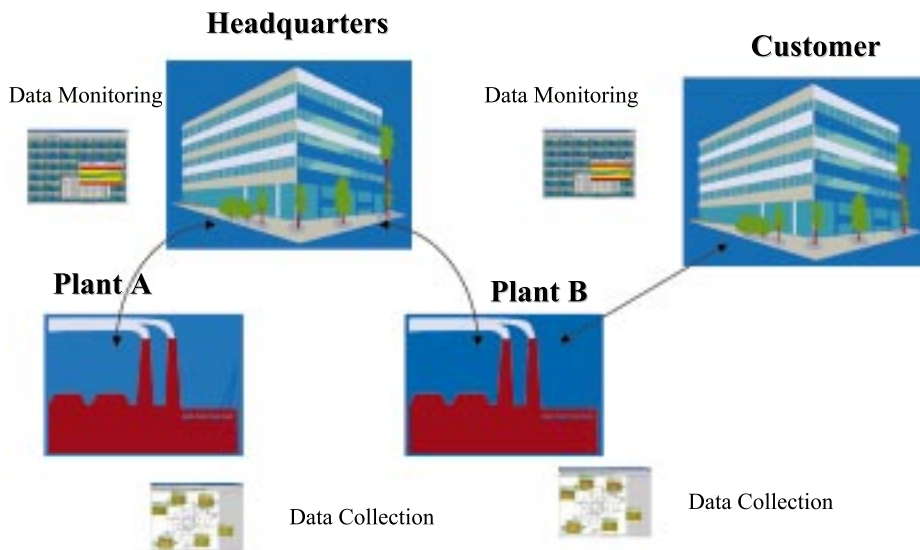 Headquarters
Customer
Data Monitoring
Data Monitoring
Plant A
Plant B
Data Collection
Data Collection